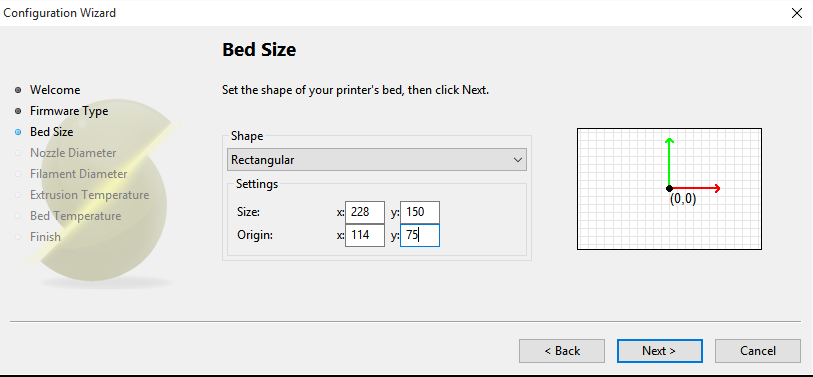 Configuration Wizard
Bed Size
Welcome
Firmware Type
Bed Size
Nozzle Diameter
Filament Diameter
Extrusion Temperature
Bed Temperature
Finish
Set the shape of your printer's bed, then click Next.
Shape
Rectangular
Settings
Size: x: 228 y: 150
Origin: x: 114 y: 75
(0,0)
< Back Next > Cancel